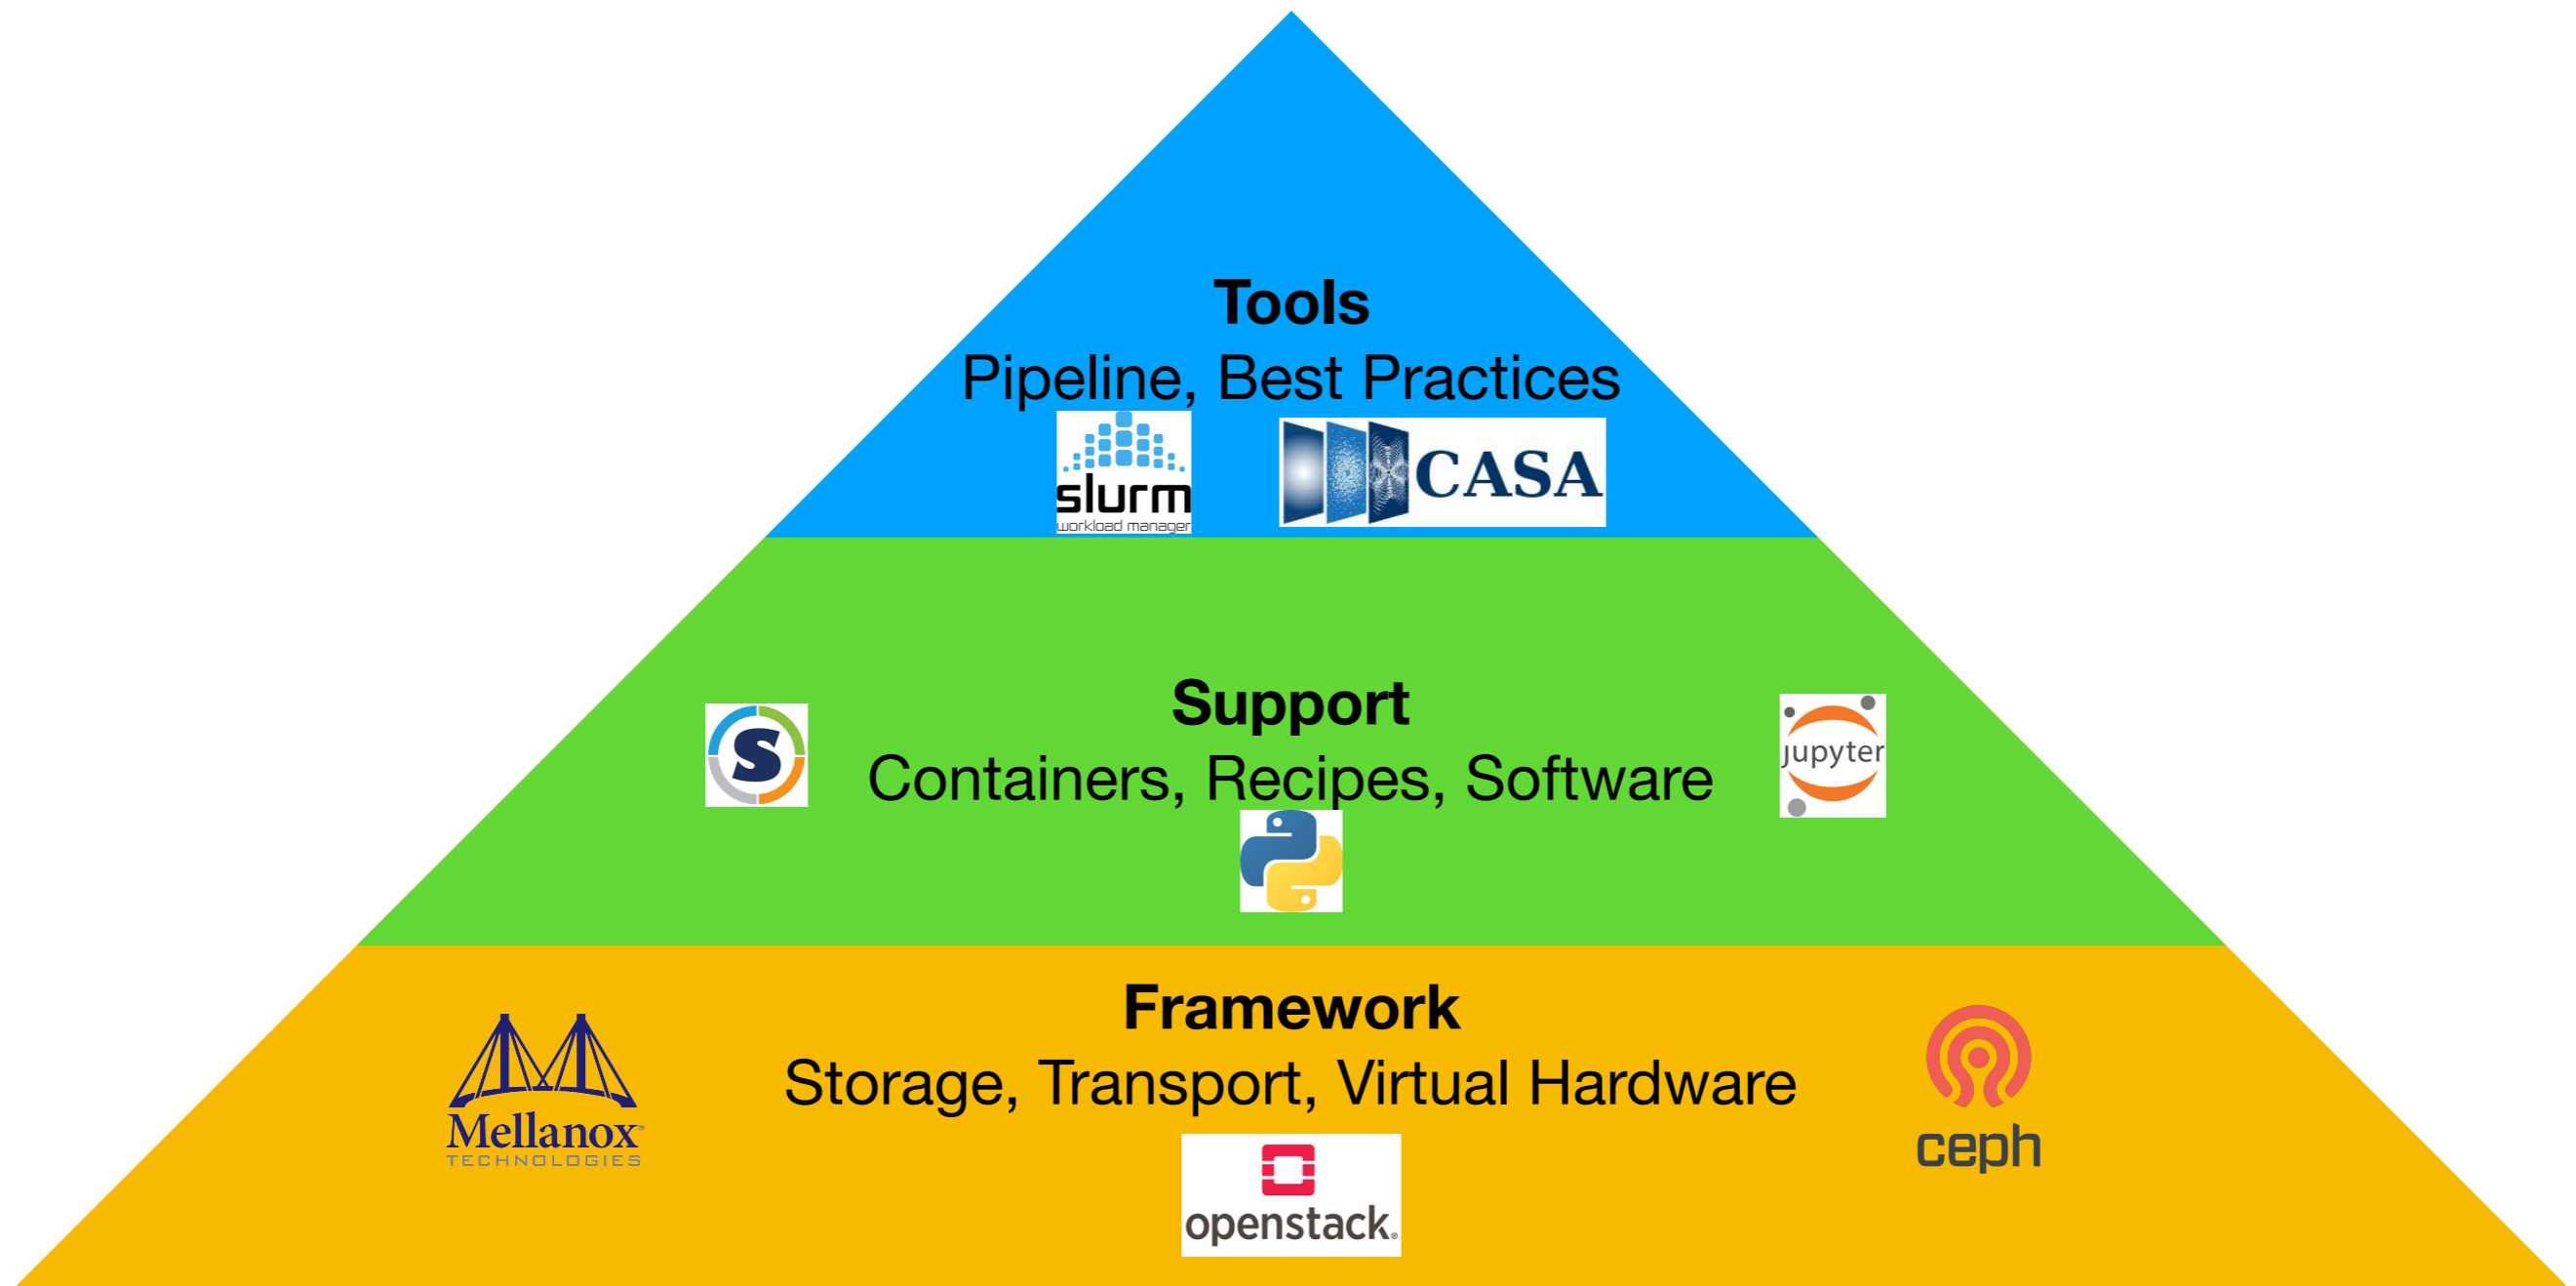 Tools
Pipeline, Best Practices
slurm
workload manager
CASA
Support
Containers, Recipes, Software
S
jupyter
Framework
Storage, Transport, Virtual Hardware
Mellanox
TECHNOLOGIES
ceph
openstack